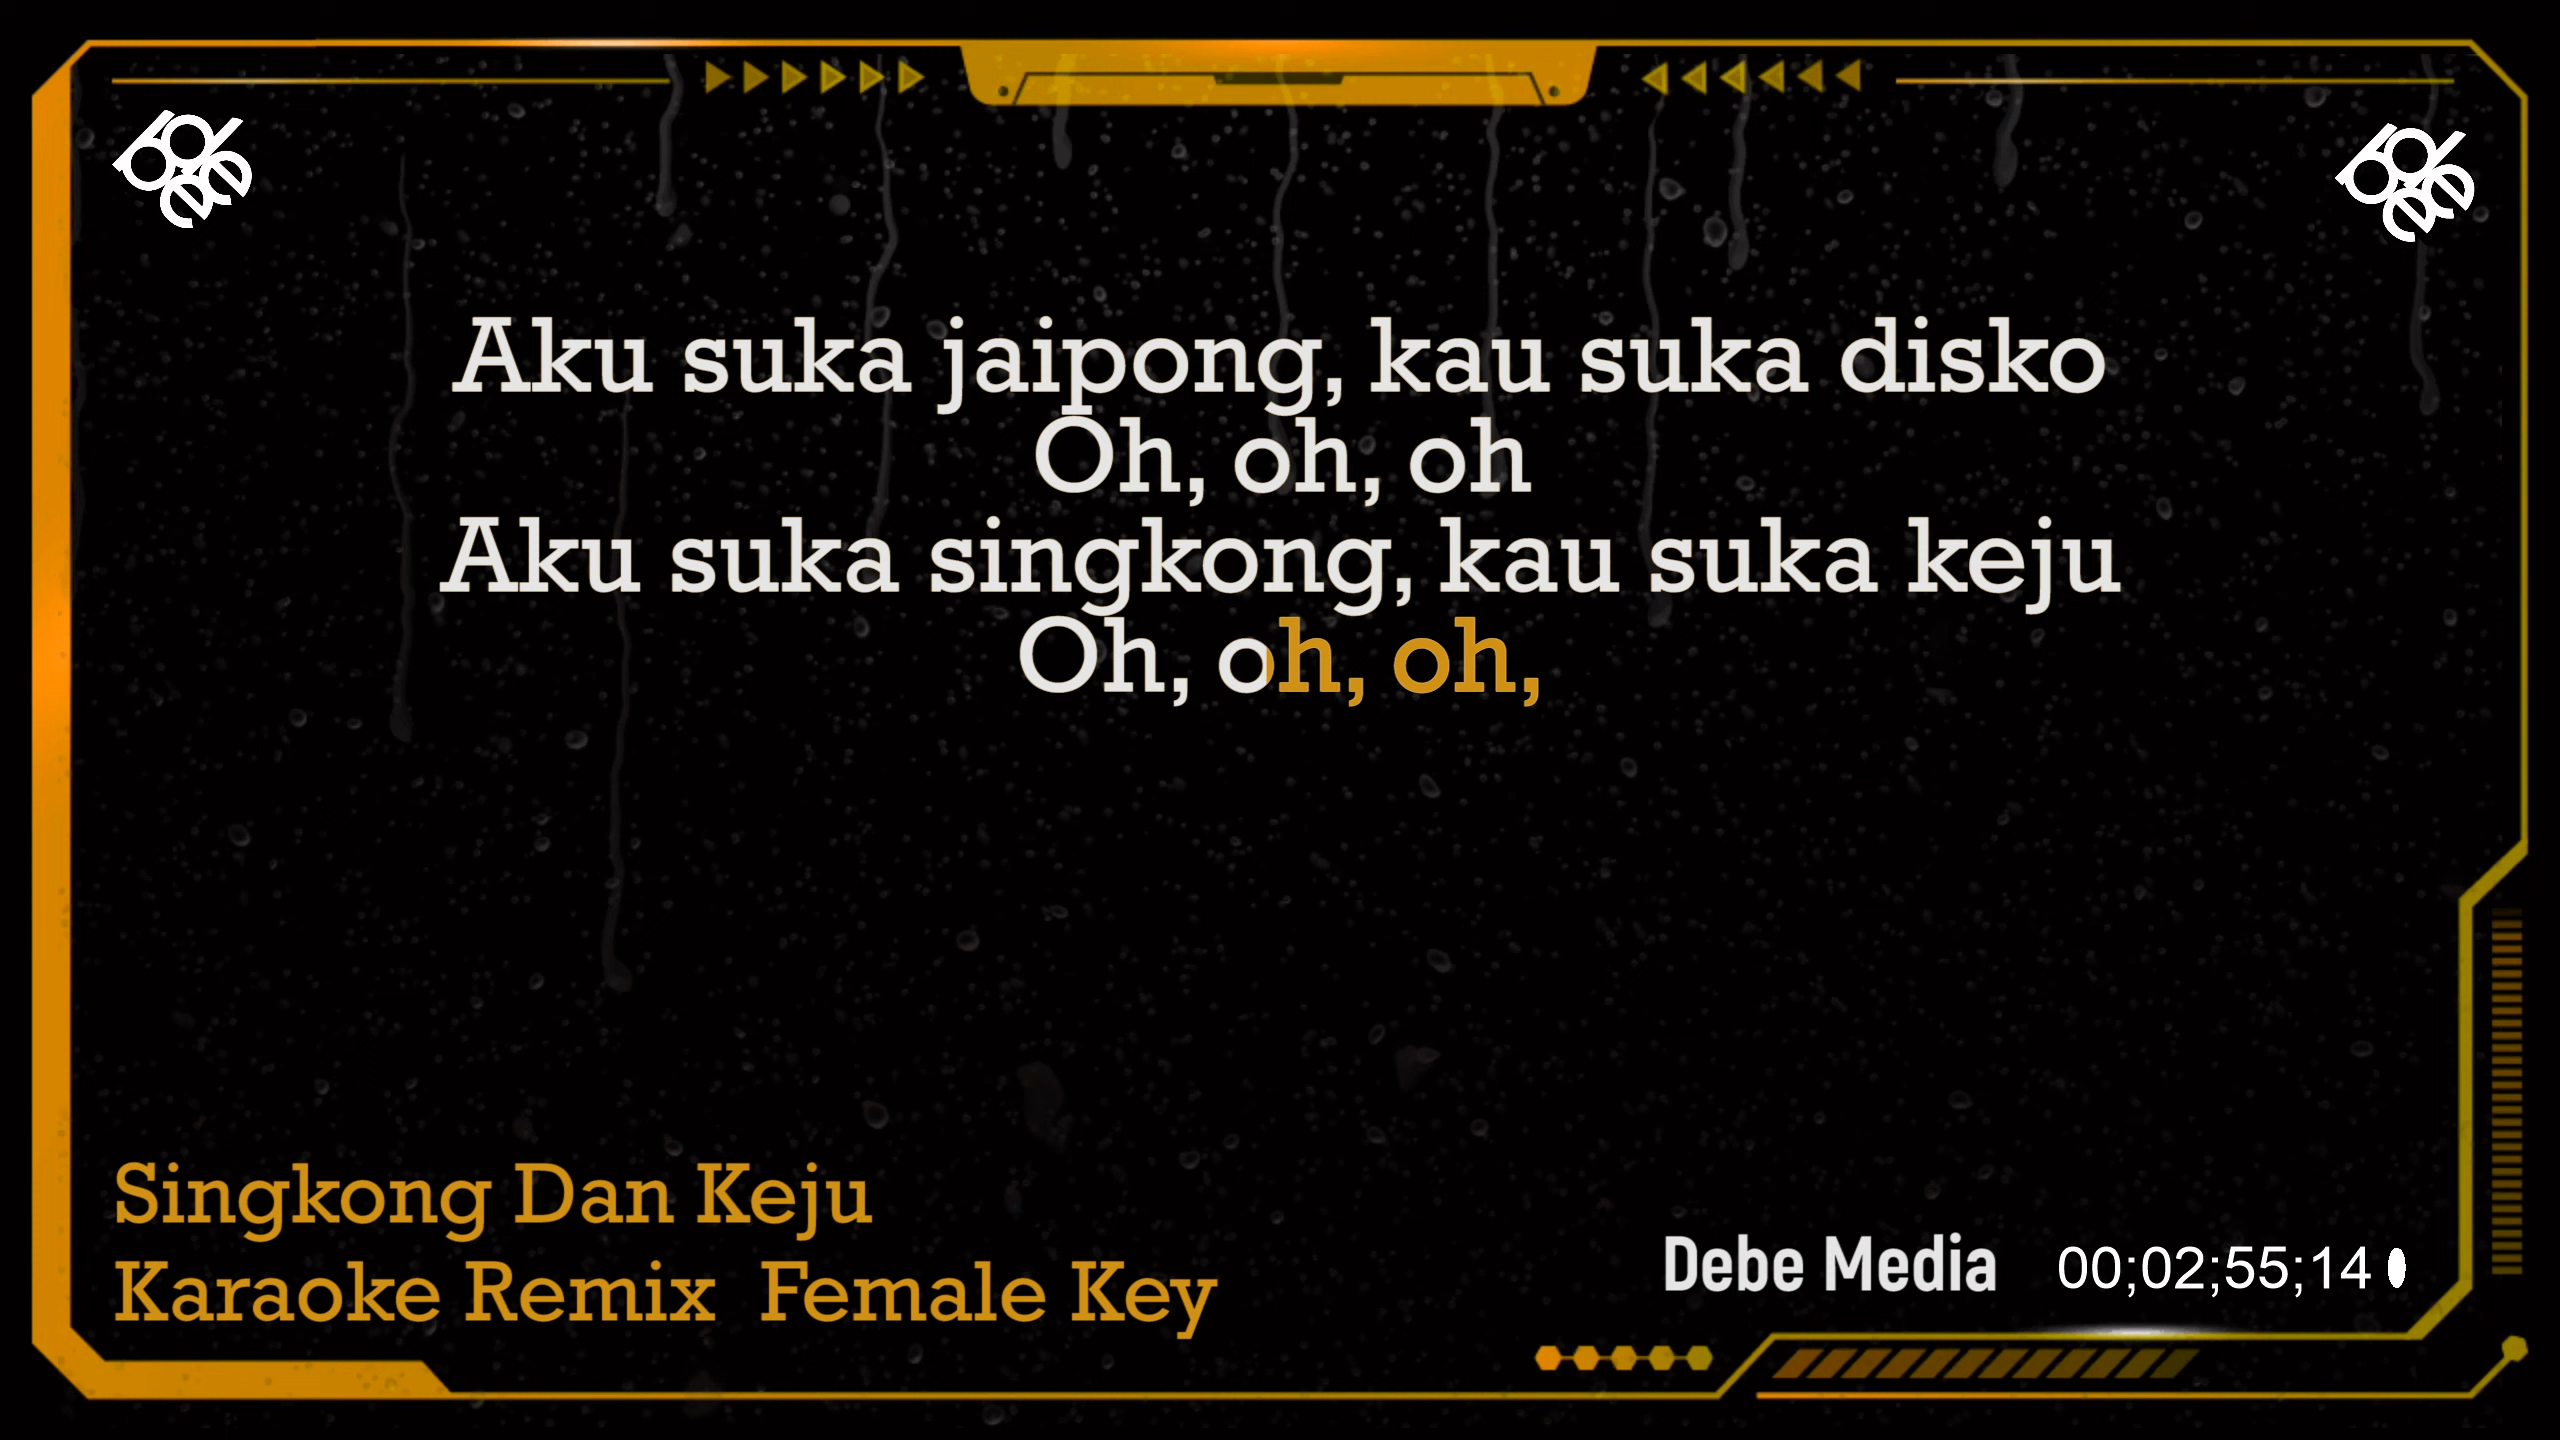 Aku suka jaipong, kau suka disko
Oh, oh, oh
Aku suka singkong, kau suka keju
Oh, oh, oh,
Singkong Dan Keju
Karaoke Remix  Female Key
Debe Media 00;02;55;14